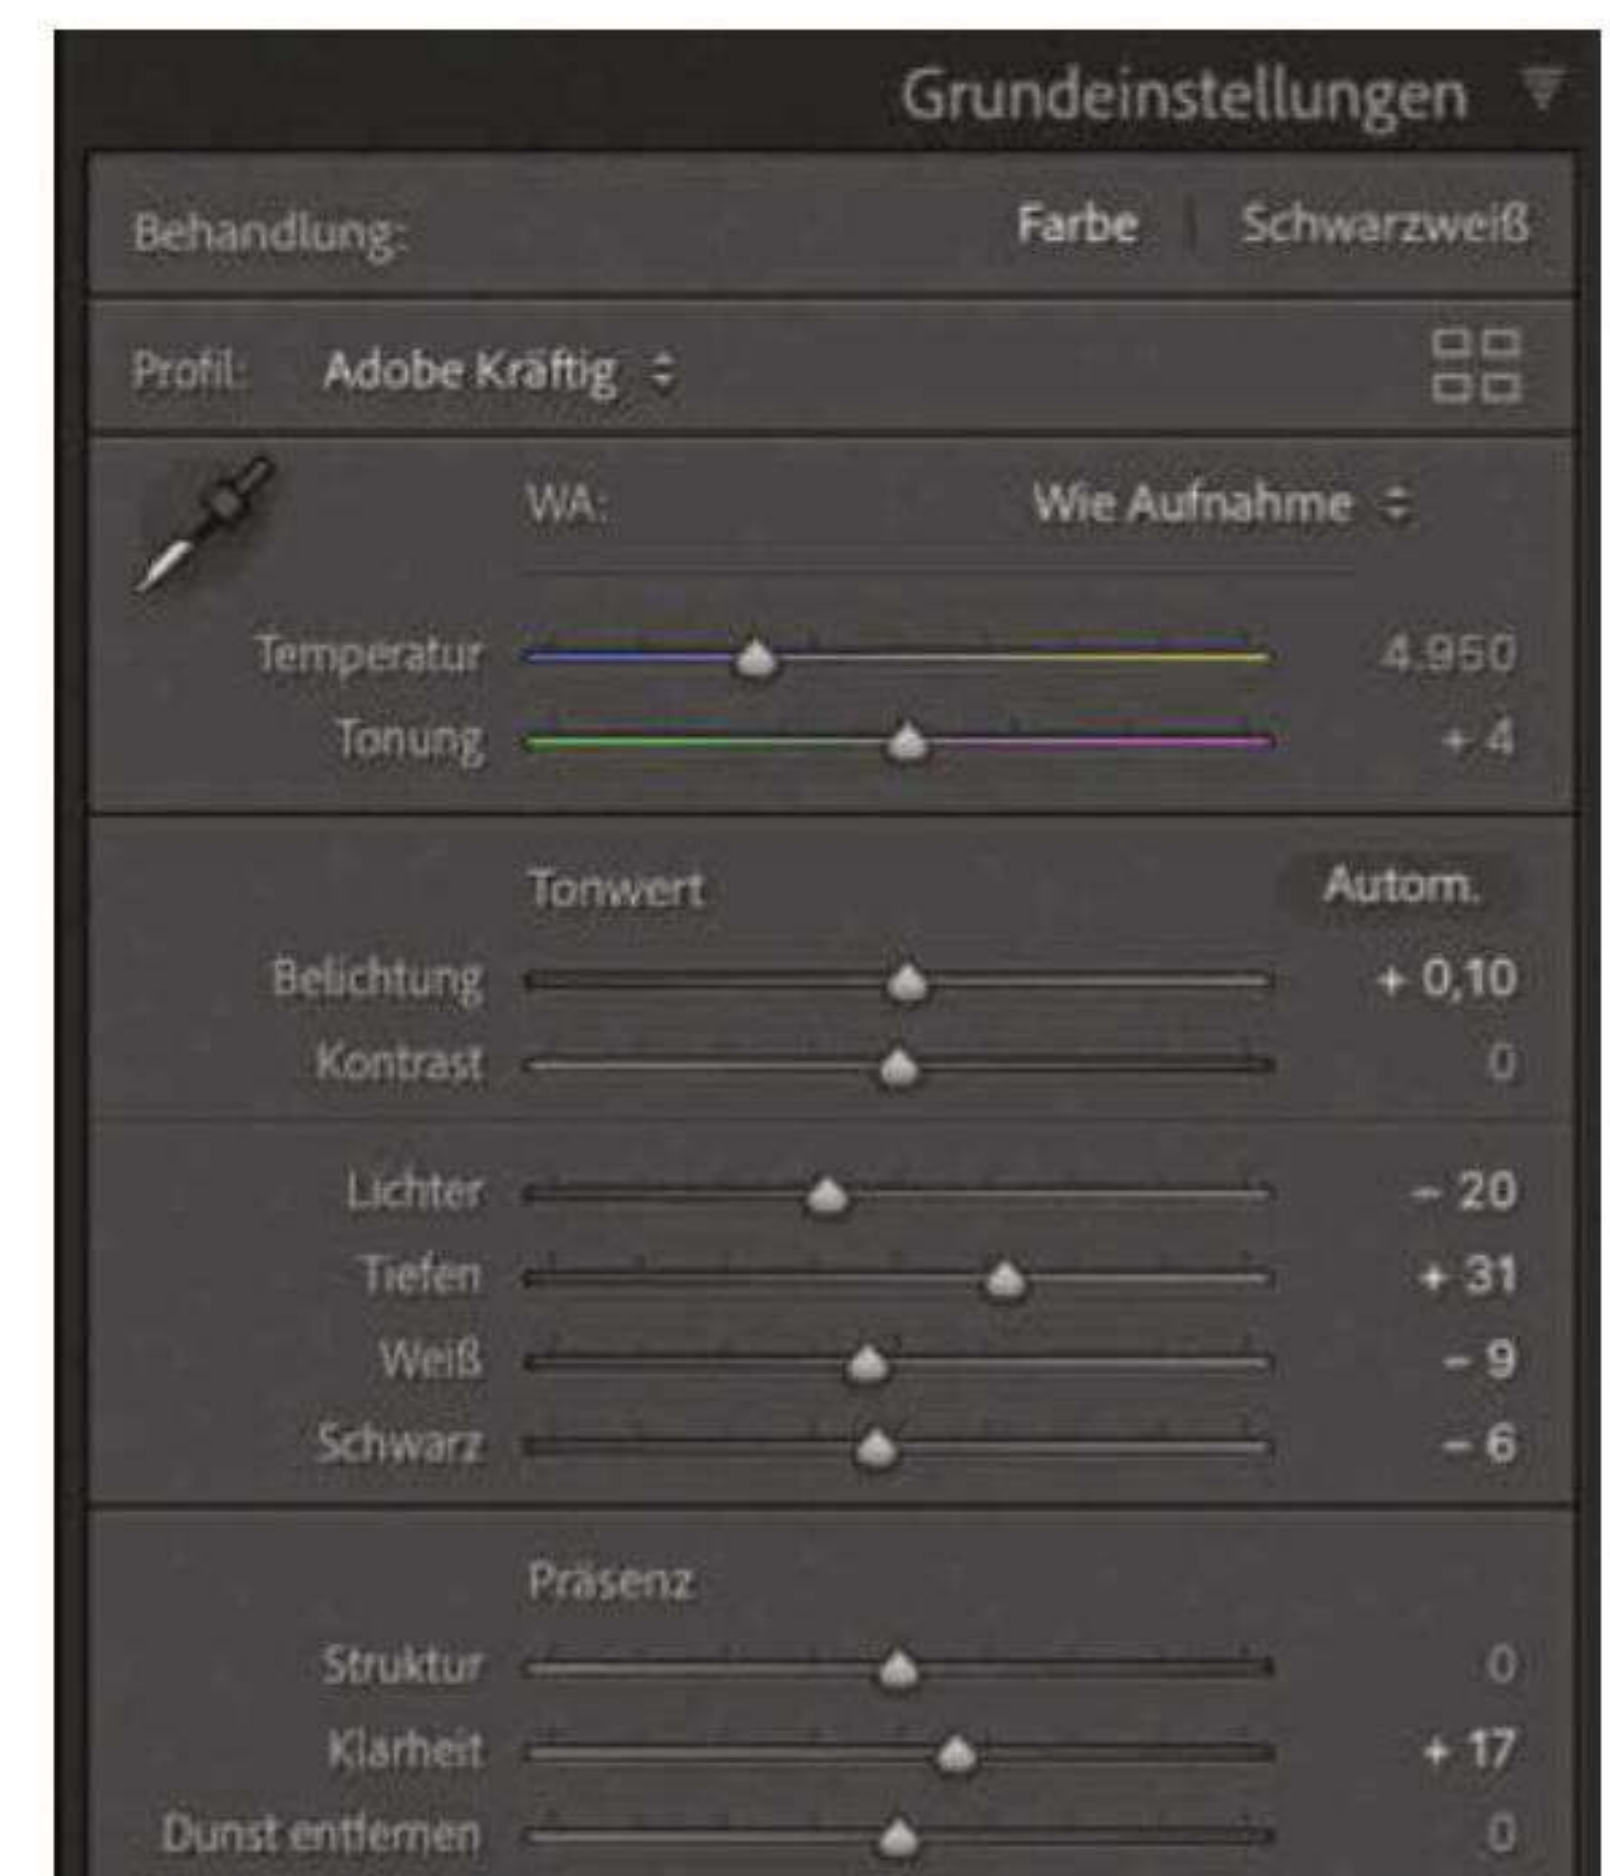 Grundeinstellungen
Behandlung: Farbe | Schwarzweiß
Profil: Adobe Kräftig
WA: Wie Aufnahme
Temperatur 4.950
Tonung + 4
Tonwert Autom.
Belichtung + 0,10
Kontrast 0
Lichter – 20
Tiefen + 31
Weiß – 9
Schwarz – 6
Präsenz
Struktur 0
Klarheit + 17
Dunst entfernen 0